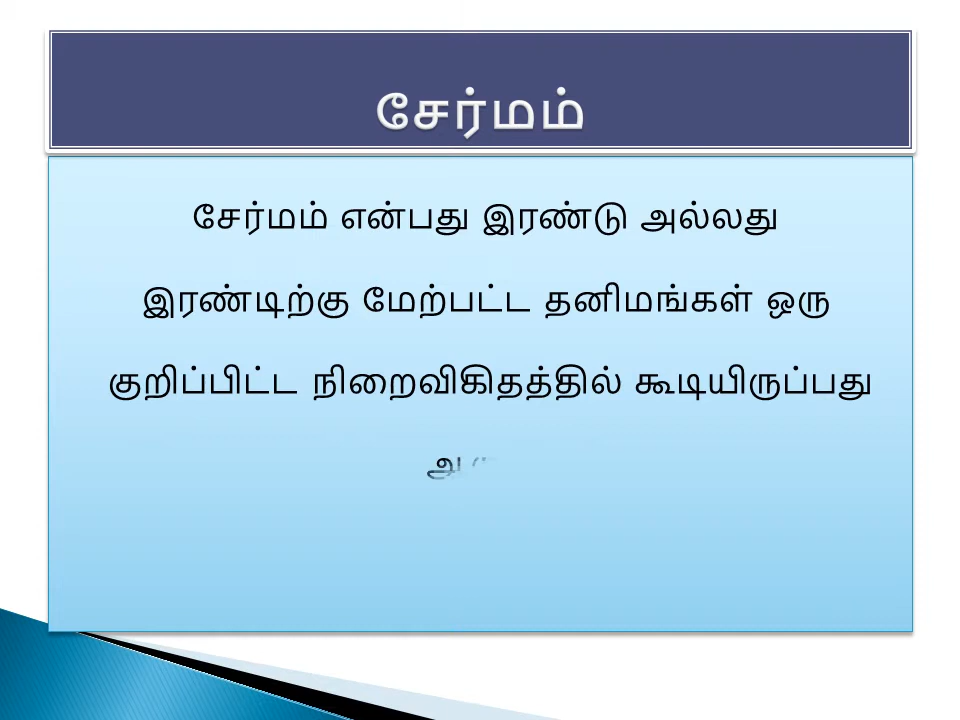 சேர்மம்
சேர்மம் என்பது இரண்டு அல்லது
இரண்டிற்கு மேற்பட்ட தனிமங்கள் ஒரு
குறிப்பிட்ட நிறைவிகிதத்தில் கூடியிருப்பது